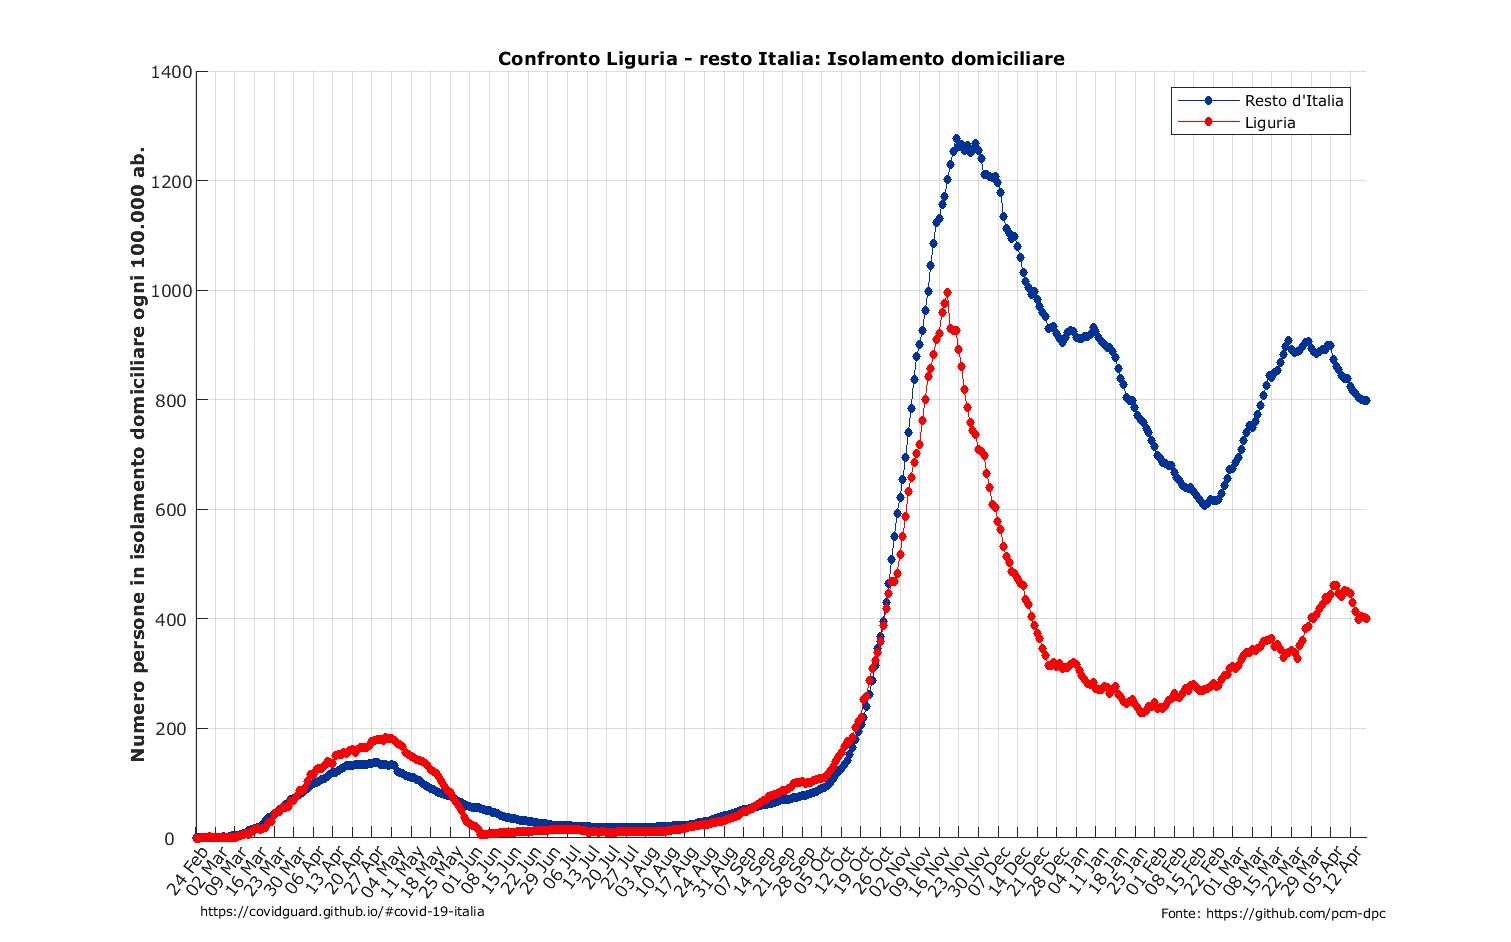 Confronto Liguria - resto Italia: Isolamento domiciliare
Numero persone in isolamento domiciliare ogni 100.000 ab.
1400
1200
1000
800
600
400
200
0
Resto d'Italia
Liguria
24 Feb
02 Mar
09 Mar
16 Mar
23 Mar
30 Mar
06 Apr
13 Apr
20 Apr
27 Apr
04 May
11 May
18 May
25 May
01 Jun
08 Jun
15 Jun
22 Jun
29 Jun
06 Jul
13 Jul
20 Jul
27 Jul
03 Aug
10 Aug
17 Aug
24 Aug
31 Aug
07 Sep
14 Sep
21 Sep
28 Sep
05 Oct
12 Oct
19 Oct
26 Oct
02 Nov
09 Nov
16 Nov
23 Nov
30 Nov
07 Dec
14 Dec
21 Dec
28 Dec
04 Jan
11 Jan
18 Jan
25 Jan
01 Feb
08 Feb
15 Feb
22 Feb
01 Mar
08 Mar
15 Mar
22 Mar
29 Mar
05 Apr
12 Apr
https://covidguard.github.io/#covid-19-italia
Fonte: https://github.com/pcm-dpc